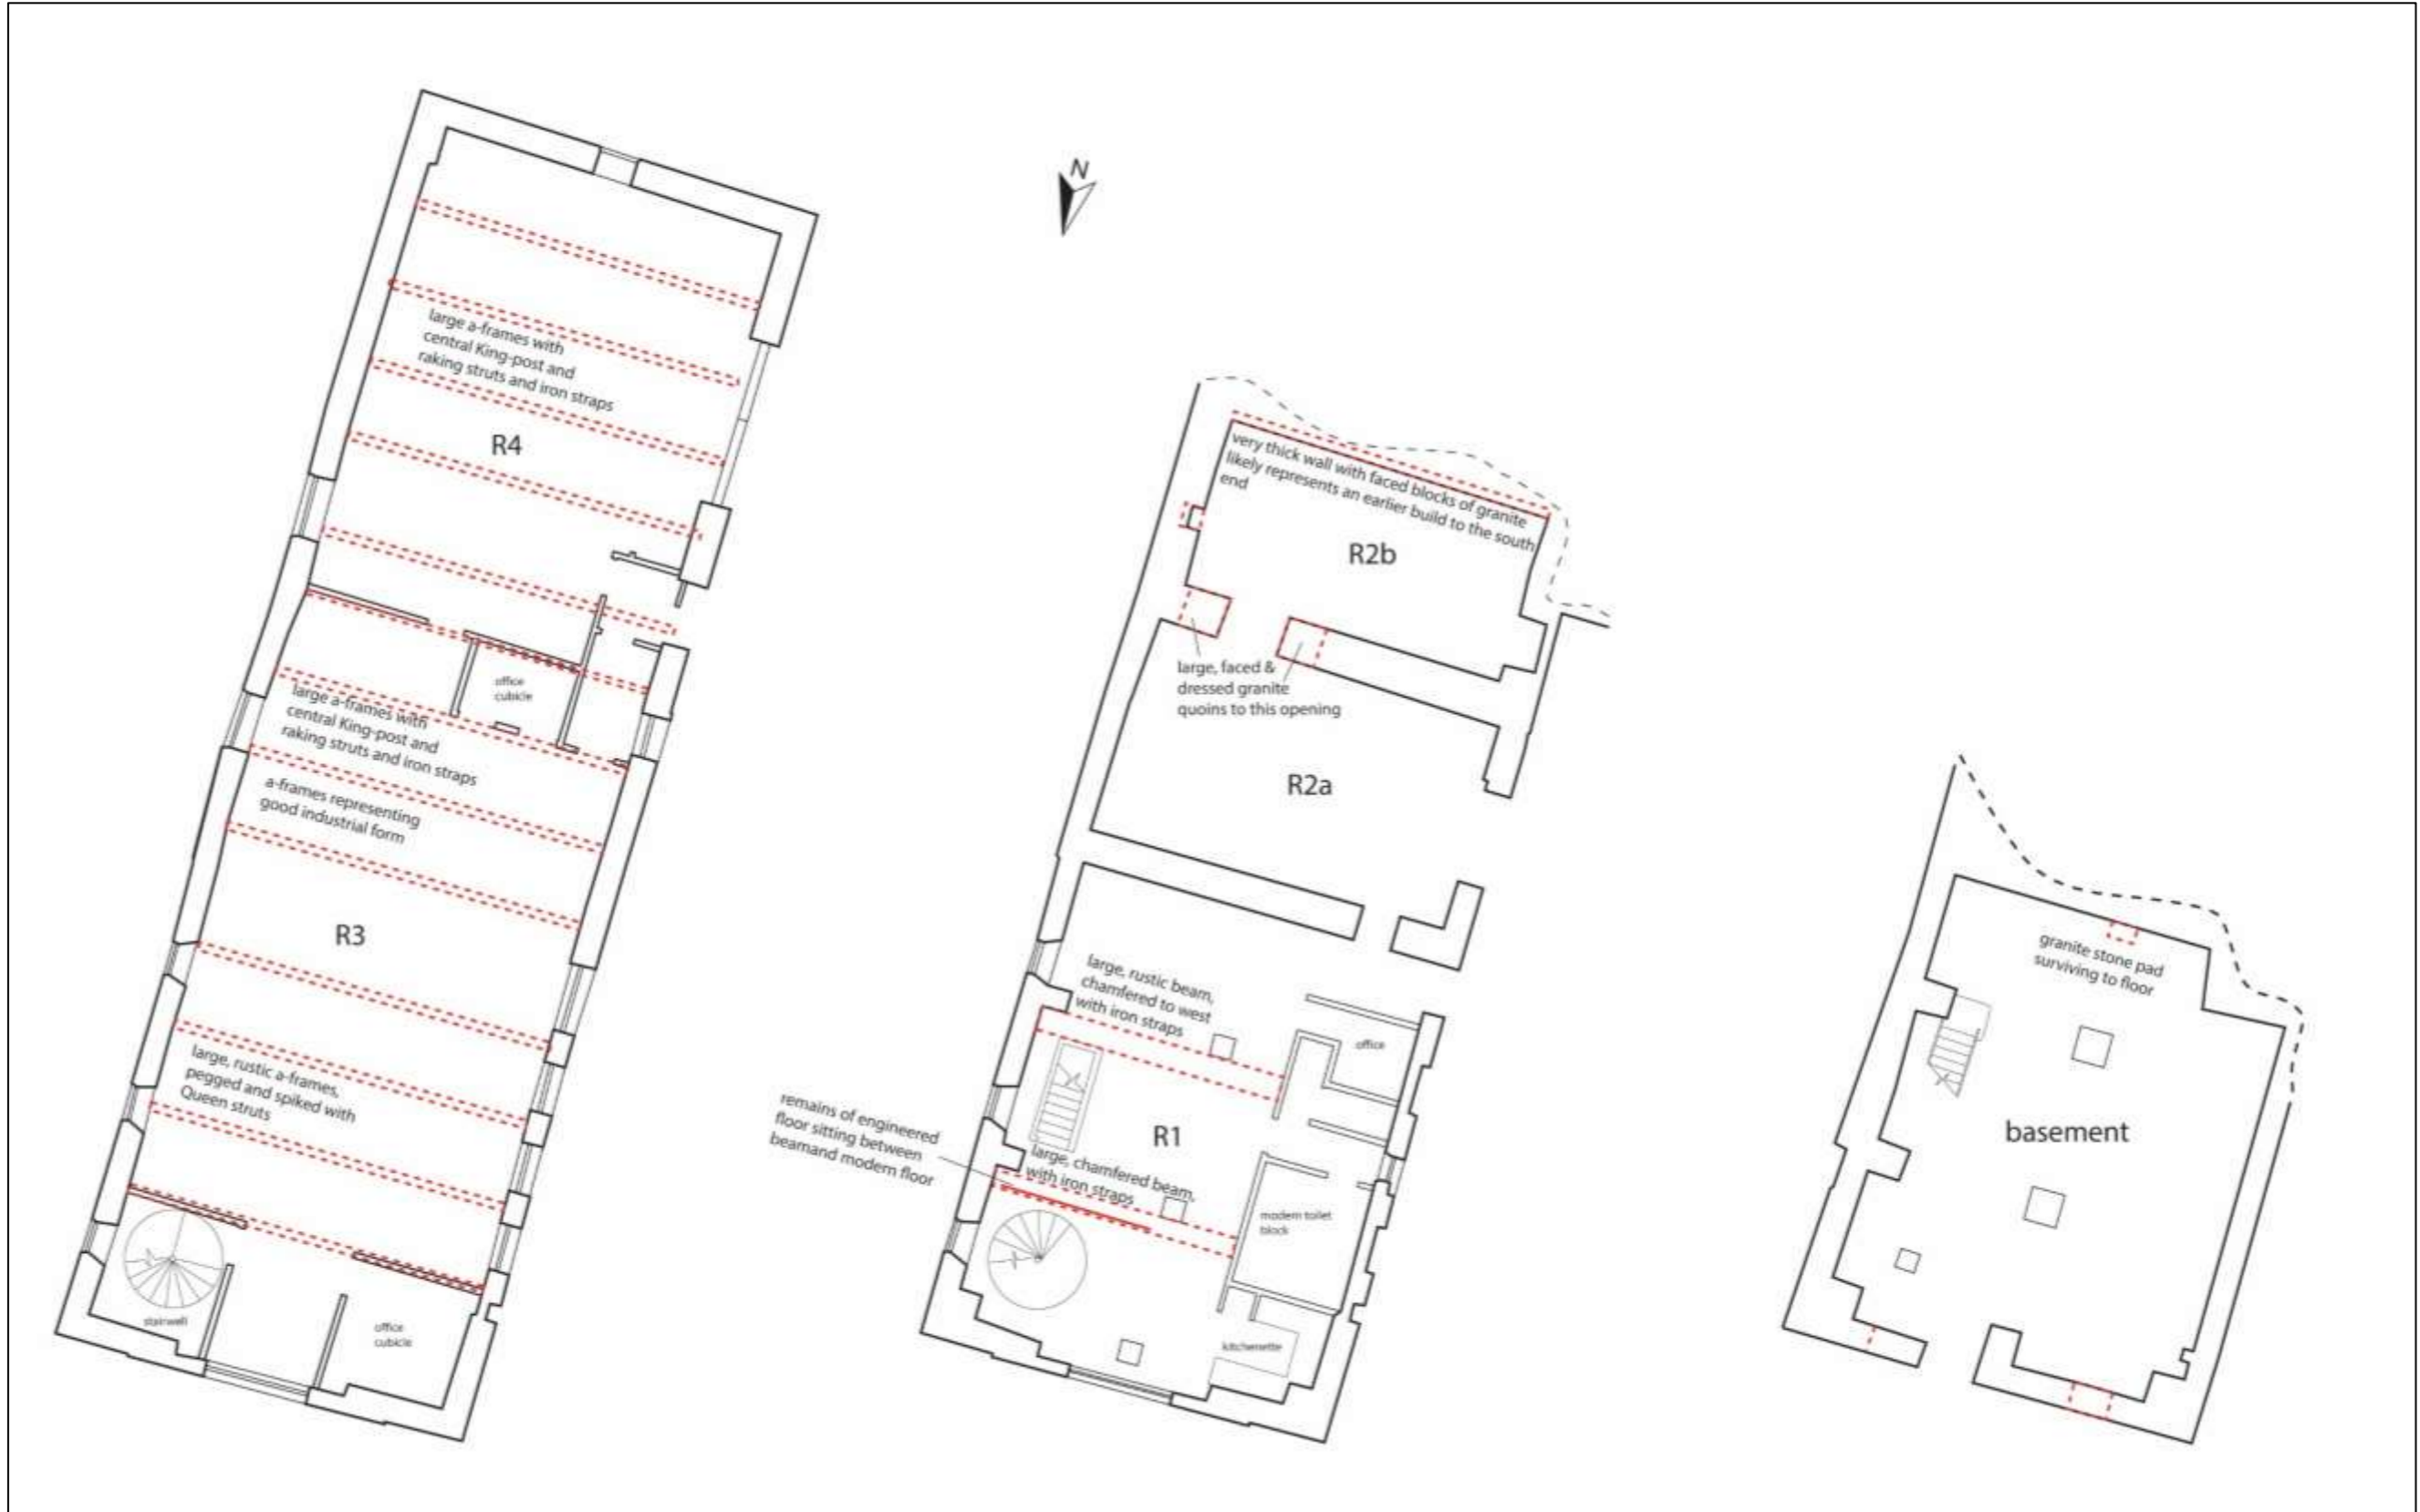 N
large a-frames with
central King-post and
raking struts and iron straps
R4
office
cubicle
large a-frames with
central King-post and
raking struts and iron straps
a-frames representing
good industrial form
R3
large, rustic a-frames,
pegged and spiked with
Queen struts
stairwell
office
cubicle
very thick wall with faced blocks of granite
likely represents an earlier build to the south
end
R2b
large, faced &
dressed granite
quoins to this opening
R2a
large, rustic beam,
chamfered to west
with iron straps
office
remains of engineered
floor sitting between
beamand modern floor
R1
large, chamfered beam,
with iron straps
modern toilet
block
kitchenette
granite stone pad
surviving to floor
basement